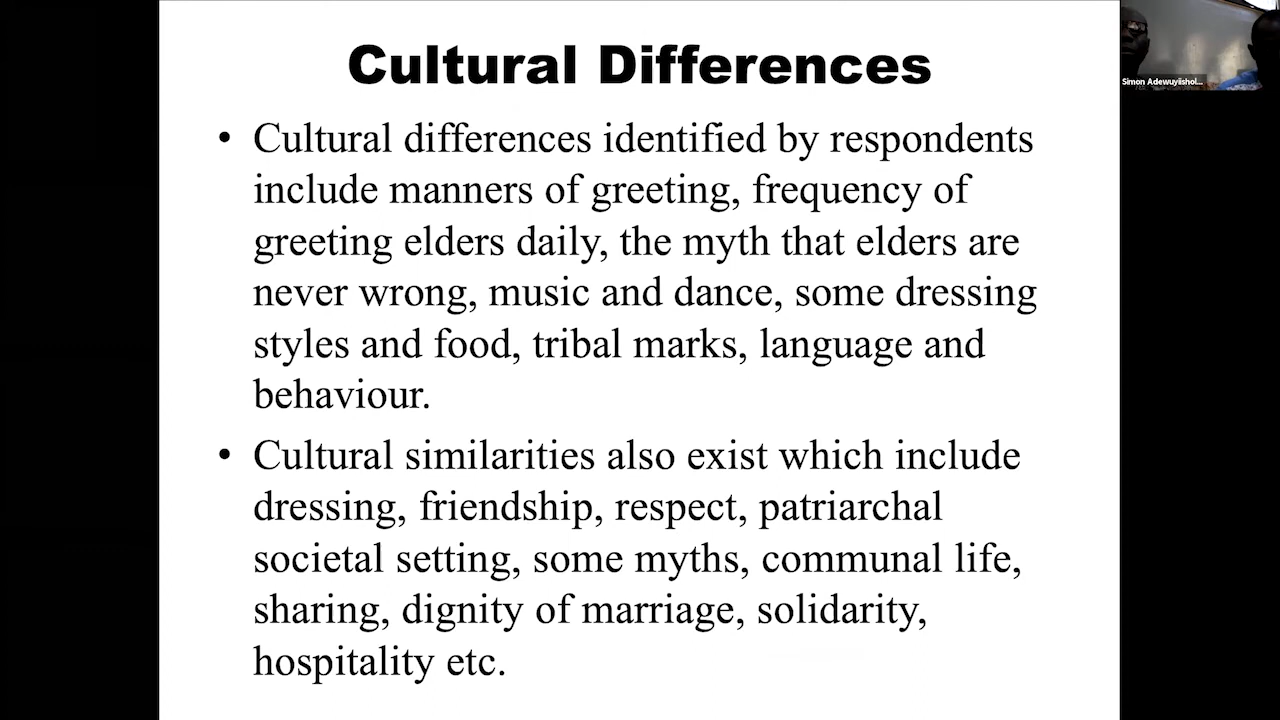 Cultural Differences
• Cultural differences identified by respondents
include manners of greeting, frequency of
greeting elders daily, the myth that elders are
never wrong, music and dance, some dressing
styles and food, tribal marks, language and
behaviour.
• Cultural similarities also exist which include
dressing, friendship, respect, patriarchal
societal setting, some myths, communal life,
sharing, dignity of marriage, solidarity,
hospitality etc.
Simon Adewuyiishol...